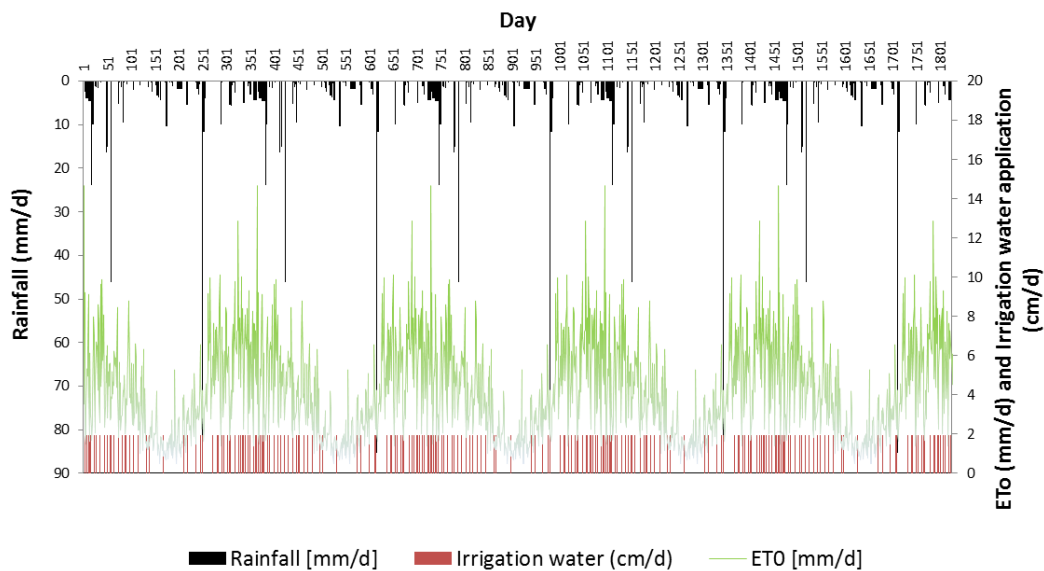 Day
1 51 101 151 201 251 301 351 401 451 501 551 601 651 701 751 801 851 901 951 1001 1051 1101 1151 1201 1251 1301 1351 1401 1451 1501 1551 1601 1651 1701 1751 1801
0 20
10 18
20 16
30 14
40 12
50 10
60 8
70 6
80 4
90 2
0
Rainfall (mm/d)
ETo (mm/d) and Irrigation water application
(cm/d)
Rainfall [mm/d] Irrigation water (cm/d) ET0 [mm/d]